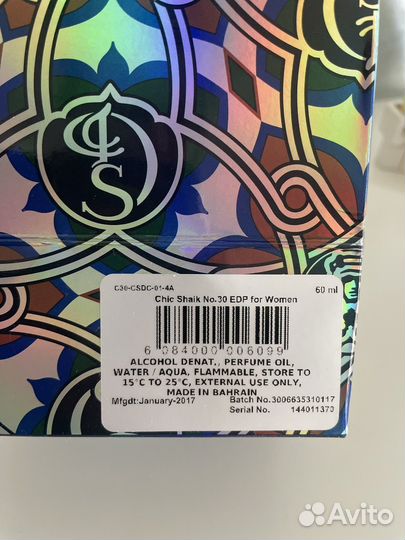 C30-CSDC-01-4A 60 ml
Chic Shaik No.30 EDP for Women
6 084000 006099
ALCOHOL DENAT., PERFUME OIL,
WATER / AQUA, FLAMMABLE, STORE TO
15°C TO 25°C, EXTERNAL USE ONLY,
MADE IN BAHRAIN
Mfgdt:January-2017 Batch No.3006635310117
Serial No. 144011370
Avito